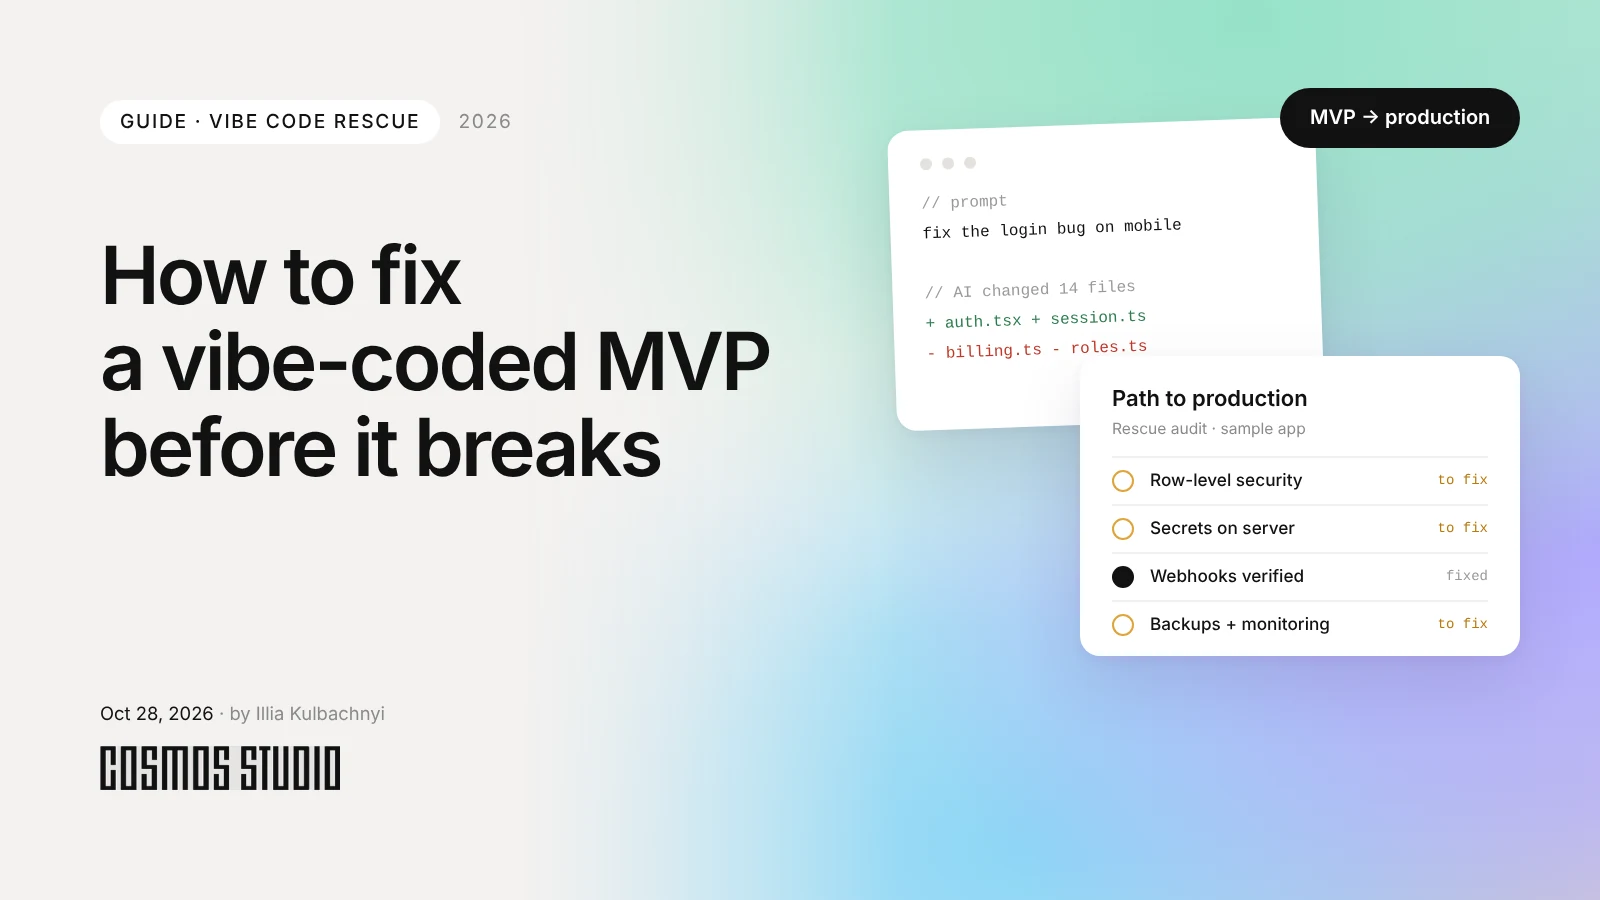 GUIDE · VIBE CODE RESCUE 2026
How to fix
a vibe-coded MVP
before it breaks
Oct 28, 2026 · by Illia Kulbachnyi
COSMOS STUDIO
MVP → production
// prompt
fix the login bug on mobile
// AI changed 14 files
+ auth.tsx + session.ts
- billing.ts - roles.ts
Path to production
Rescue audit · sample app
Row-level security to fix
Secrets on server to fix
Webhooks verified fixed
Backups + monitoring to fix